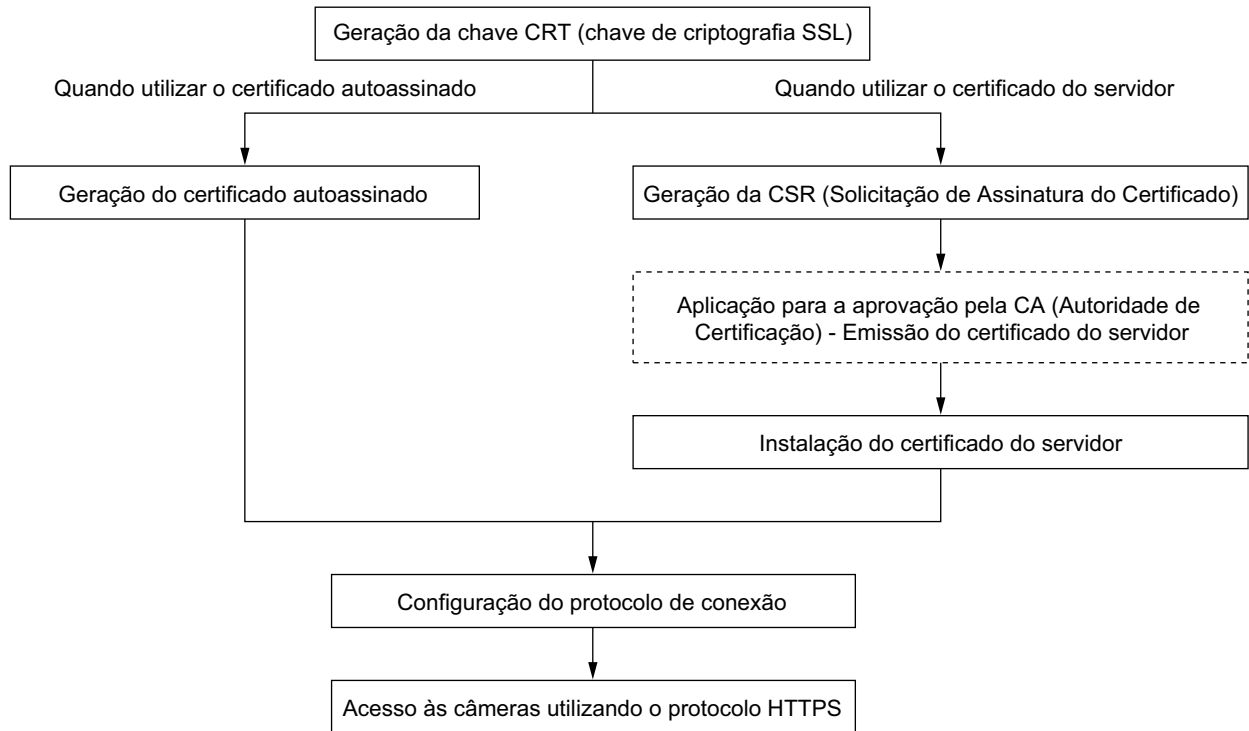 Geração da chave CRT (chave de criptografia SSL)
Quando utilizar o certificado autoassinado
Quando utilizar o certificado do servidor
Geração do certificado autoassinado
Geração da CSR (Solicitação de Assinatura do Certificado)
Aplicação para a aprovação pela CA (Autoridade de
Certificação) - Emissão do certificado do servidor
Instalação do certificado do servidor
Configuração do protocolo de conexão
Acesso às câmeras utilizando o protocolo HTTPS